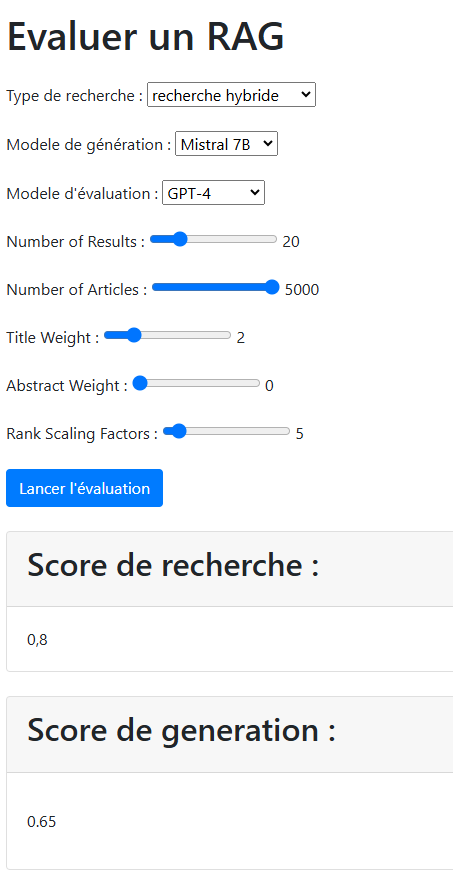 Evaluer un RAG
Type de recherche : recherche hybride
Modele de génération : Mistral 7B
Modele d'évaluation : GPT-4
Number of Results : 20
Number of Articles : 5000
Title Weight : 2
Abstract Weight : 0
Rank Scaling Factors : 5
Lancer l'évaluation
Score de recherche :
0,8
Score de generation :
0.65